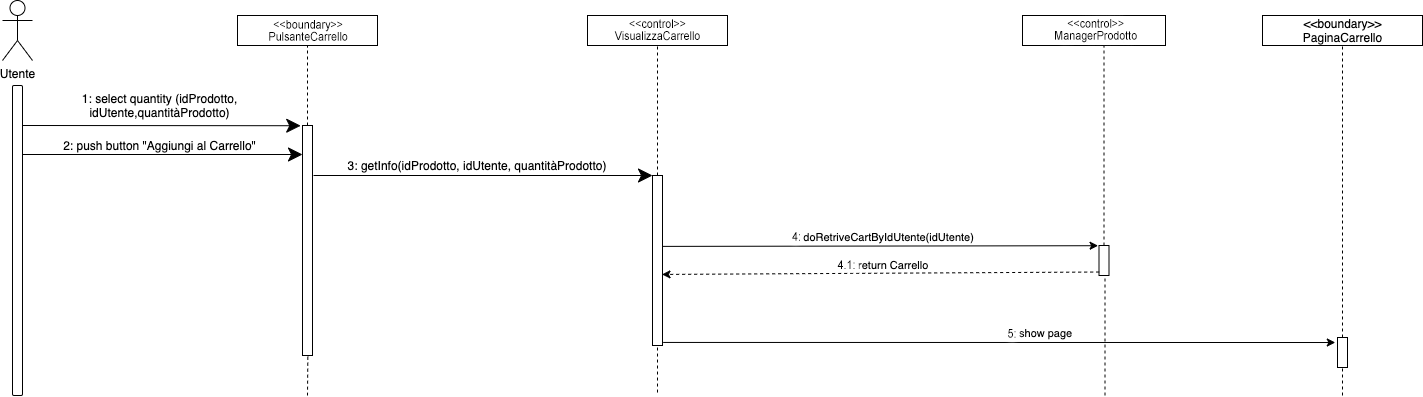 <<boundary>>
PulsanteCarrello
<<control>>
VisualizzaCarrello
<<control>>
ManagerProdotto
<<boundary>>
PaginaCarrello
Utente
1: select quantity (idProdotto,
idUtente,quantitàProdotto)
2: push button "Aggiungi al Carrello"
3: getInfo(idProdotto, idUtente, quantitàProdotto)
4: doRetriveCartByIdUtente(idUtente)
4.1: return Carrello
5: show page